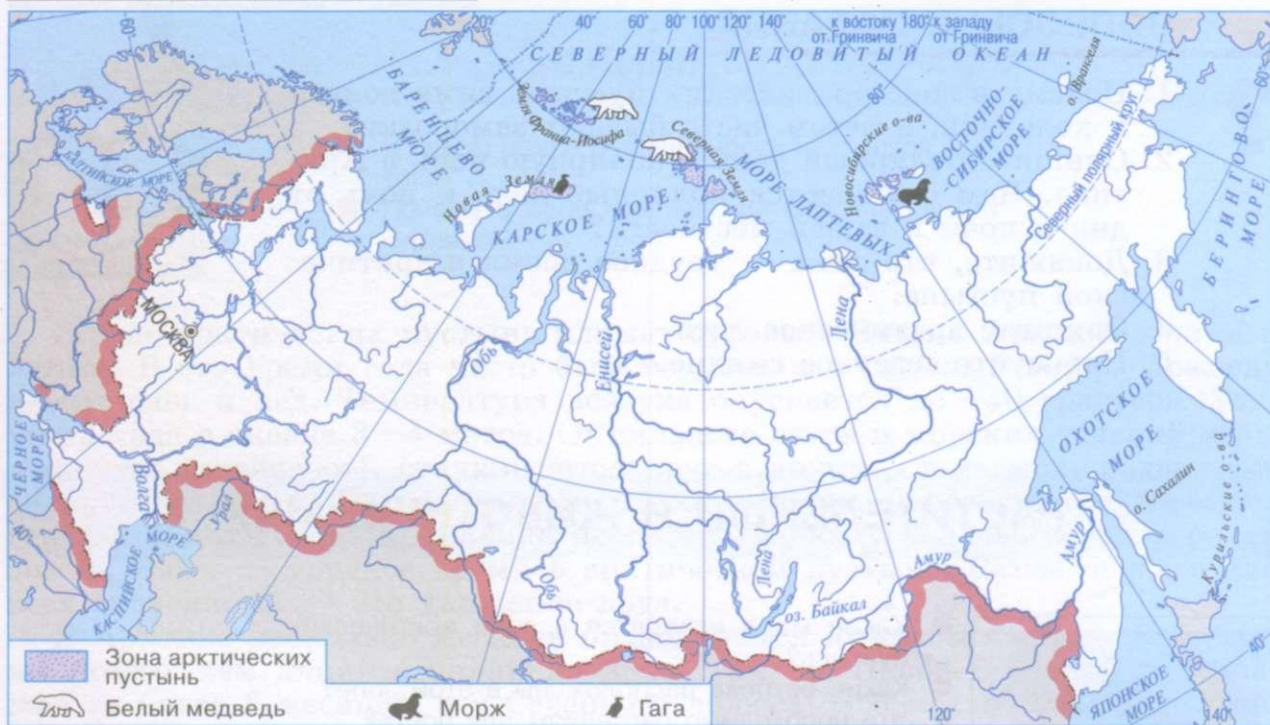 20° 40° 60° 80° 100° 120° 140°
к востоку 180° к западу
от Гринвича от Гринвича
СЕВЕРНЫЙ ЛЕДОВИТЫЙ ОКЕАН
60°
БАРЕНЦЕВО
МОРЕ
Земля Франца-Иосифа
80°
о. Врангеля
60°
БАЛТИЙСКОЕ МОРЕ
Новая Земля
КАРСКОЕ МОРЕ
Северная Земля
МОРЕ ЛАПТЕВЫХ
Новосибирские о-ва
ВОСТОЧНО-
СИБИРСКОЕ
МОРЕ
Северный полярный круг
БЕРИНГОВО
МОРЕ
МОСКВА
Обь
Енисей
Лена
ОХОТСКОЕ
МОРЕ
ЧЁРНОЕ
МОРЕ
Волга
Урал
о. Сахалин
Курильские о-ва
40°
КАСПИЙСКОЕ МОРЕ
Обь
Лена
оз. Байкал
Амур
Амур
40°
ЯПОНСКОЕ
МОРЕ
120°
140°
Зона арктических
пустынь
Белый медведь Морж Гага